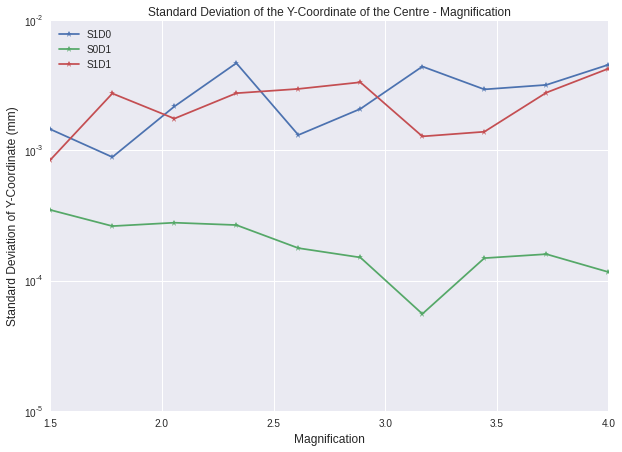 Standard Deviation of the Y-Coordinate of the Centre - Magnification
10^-2
S1D0
S0D1
S1D1
10^-3
10^-4
10^-5
Standard Deviation of Y-Coordinate (mm)
1.5 2.0 2.5 3.0 3.5 4.0
Magnification